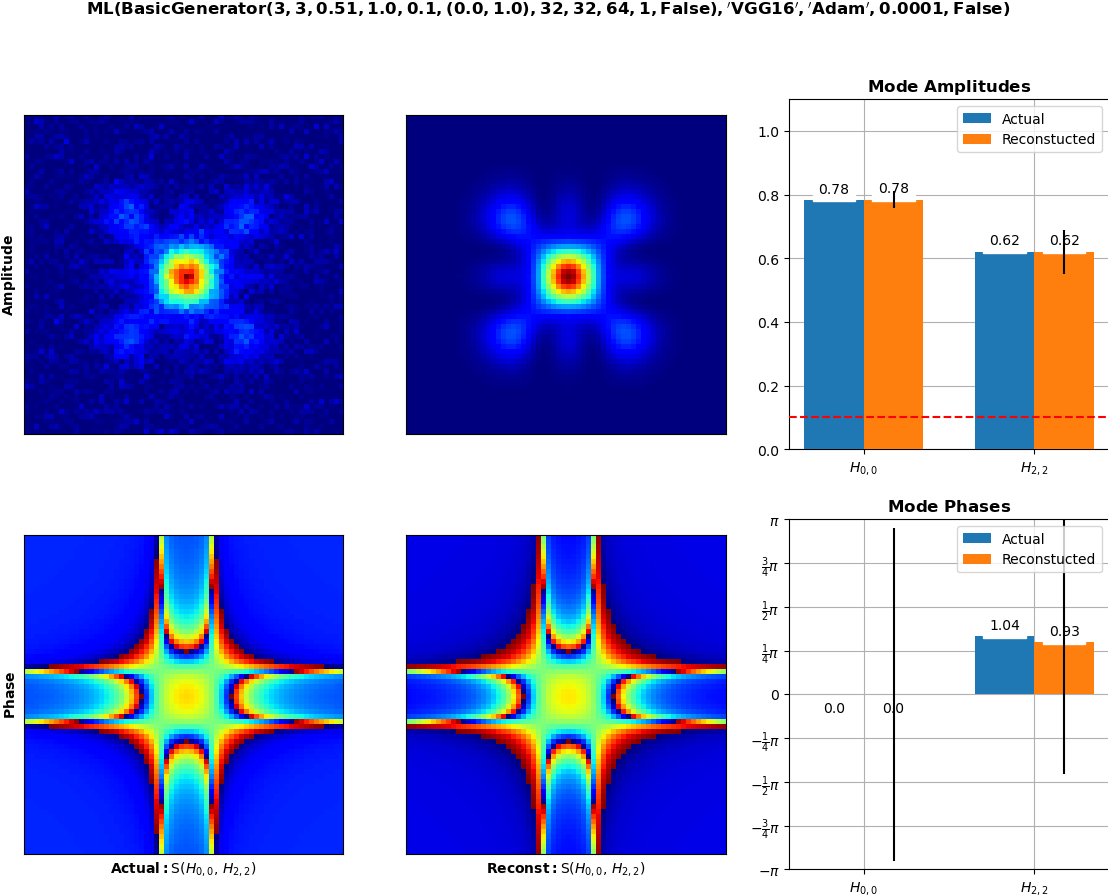 ML(BasicGenerator(3, 3, 0.51, 1.0, 0.1, (0.0, 1.0), 32, 32, 64, 1, False), 'VGG16', 'Adam', 0.0001, False)
Mode Amplitudes
Amplitude
Actual
Reconstucted
1.0
0.8
0.6
0.4
0.2
0.0
0.78
0.78
0.62
0.62
H0,0
H2,2
Mode Phases
Phase
Actual
Reconstucted
π
3/4π
1/2π
1/4π
0
−1/4π
−1/2π
−3/4π
−π
0.0
0.0
1.04
0.93
H0,0
H2,2
Actual: S(H0,0, H2,2)
Reconst: S(H0,0, H2,2)